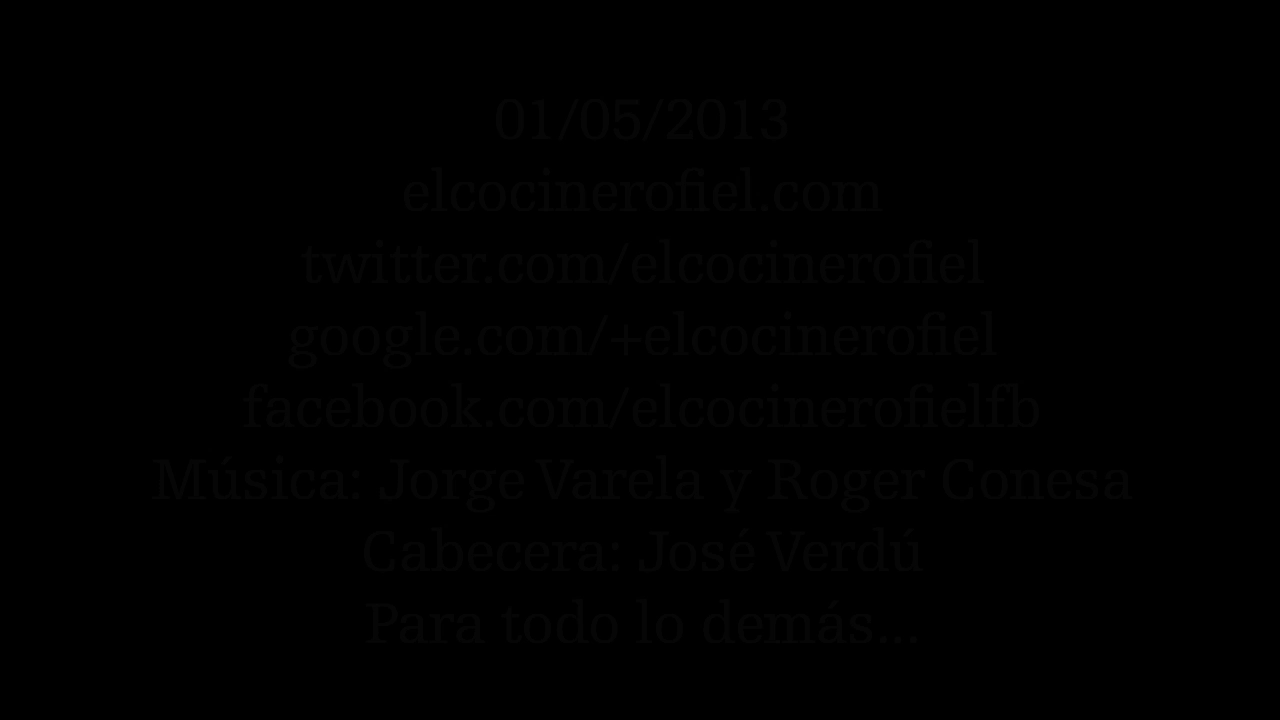 01/05/2013
elcocinerofiel.com
twitter.com/elcocinerofiel
google.com/+elcocinerofiel
facebook.com/elcocinerofielfb
Música: Jorge Varela y Roger Conesa
Cabecera: José Verdú
Para todo lo demás...